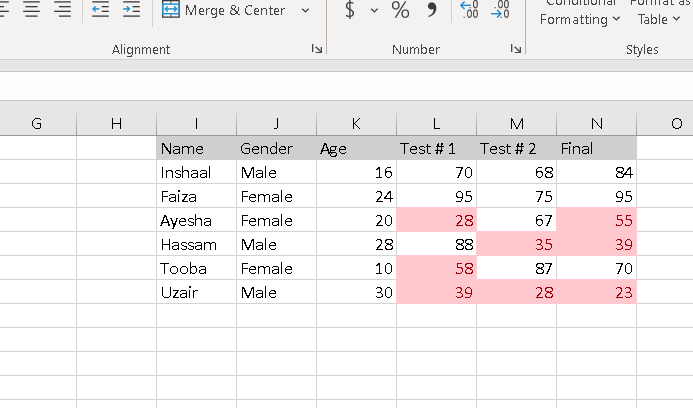 Merge & Center $ % , Conditional Format as
.00 .00 Formatting Table
Alignment Number Styles
G H I J K L M N O
Name Gender Age Test # 1 Test # 2 Final
Inshaal Male 16 70 68 84
Faiza Female 24 95 75 95
Ayesha Female 20 28 67 55
Hassam Male 28 88 35 39
Tooba Female 10 58 87 70
Uzair Male 30 39 28 23